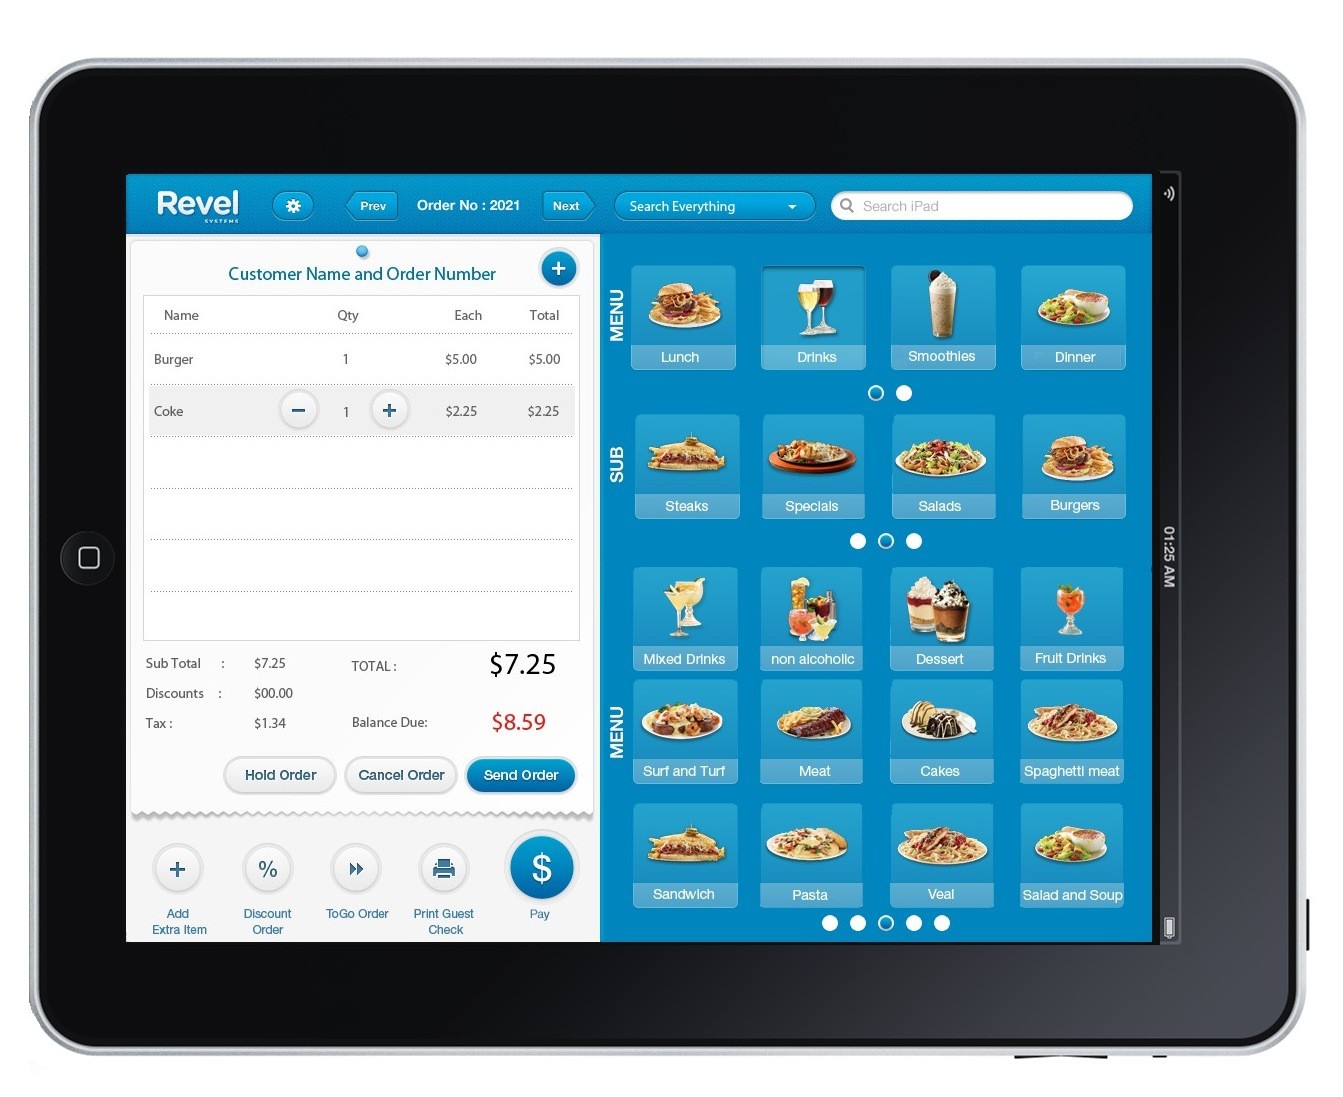 Revel
SYSTEMS
Prev
Order No : 2021
Next
Search Everything
Search iPad
Customer Name and Order Number
Name Qty Each Total
Burger 1 $5.00 $5.00
Coke 1 $2.25 $2.25
Sub Total : $7.25
Discounts : $00.00
Tax : $1.34
TOTAL : $7.25
Balance Due: $8.59
Hold Order
Cancel Order
Send Order
Add
Extra Item
%
Discount
Order
ToGo Order
Print Guest
Check
$
Pay
MENU
Lunch
Drinks
Smoothies
Dinner
SUB
Steaks
Specials
Salads
Burgers
MENU
Mixed Drinks
non alcoholic
Dessert
Fruit Drinks
Surf and Turf
Meat
Cakes
Spaghetti meat
Sandwich
Pasta
Veal
Salad and Soup
01:25 AM